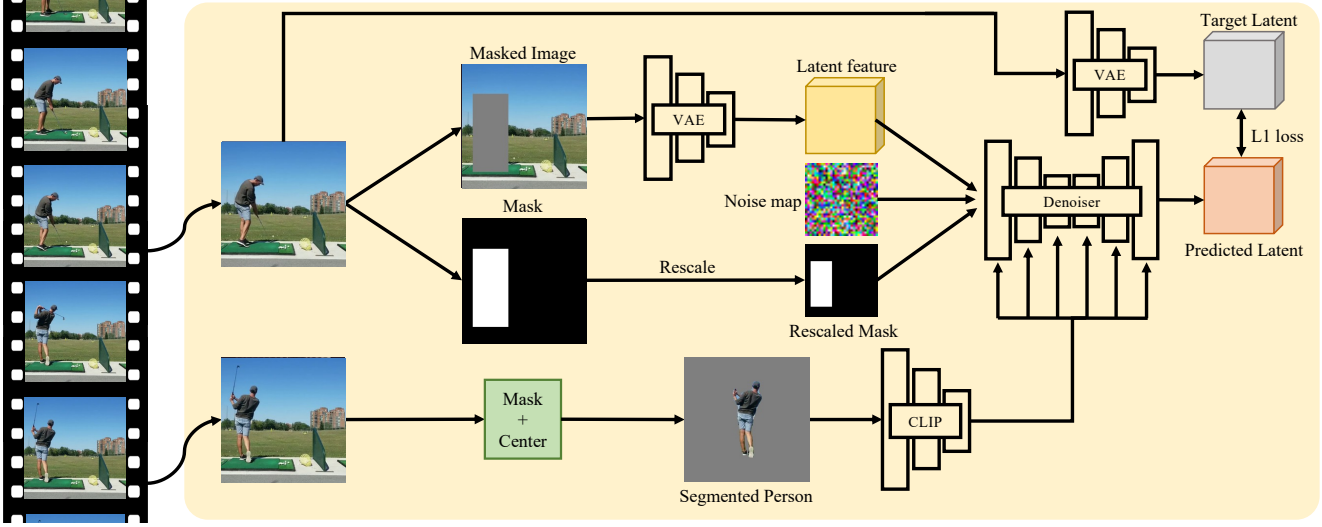 Target Latent
Masked Image
Latent feature
VAE
VAE
L1 loss
Noise map
Denoiser
Mask
Predicted Latent
Rescale
Rescaled Mask
Mask
+
Center
CLIP
Segmented Person